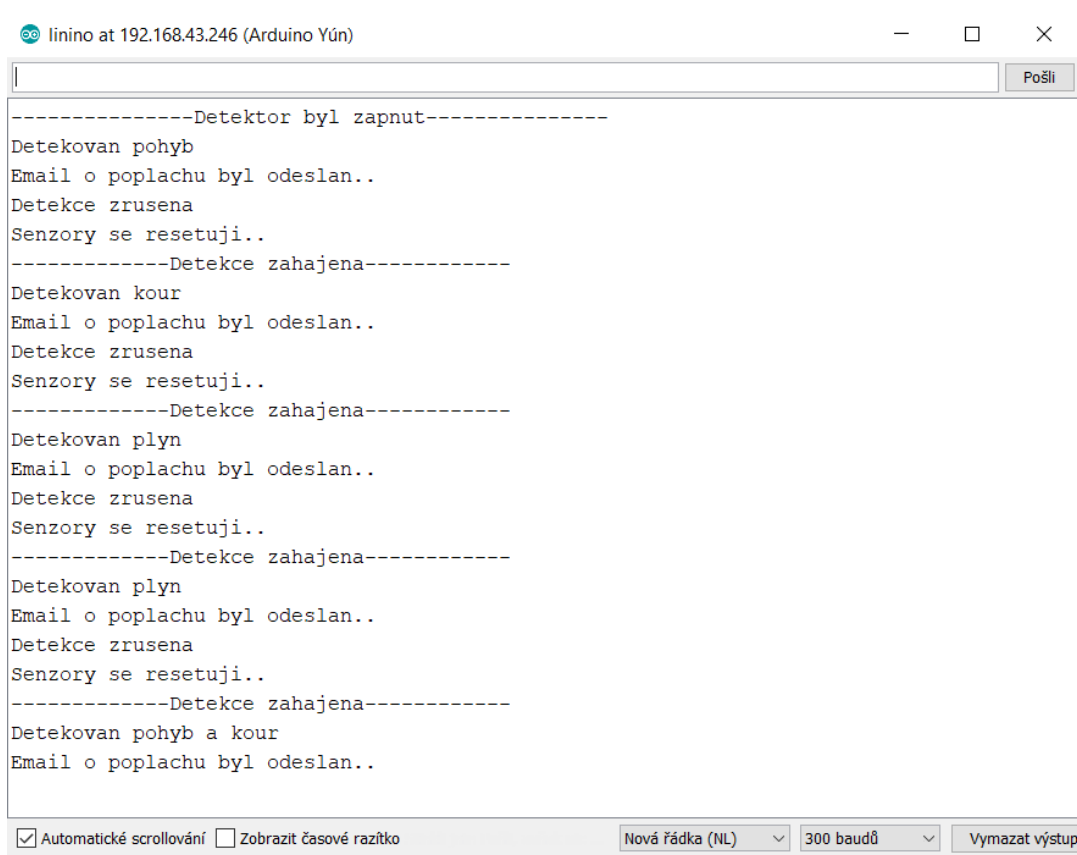 linino at 192.168.43.246 (Arduino Yún)
Pošli
---------------Detektor byl zapnut---------------
Detekovan pohyb
Email o poplachu byl odeslan..
Detekce zrusena
Senzory se resetuji..
-------------Detekce zahajena------------
Detekovan kour
Email o poplachu byl odeslan..
Detekce zrusena
Senzory se resetuji..
-------------Detekce zahajena------------
Detekovan plyn
Email o poplachu byl odeslan..
Detekce zrusena
Senzory se resetuji..
-------------Detekce zahajena------------
Detekovan plyn
Email o poplachu byl odeslan..
Detekce zrusena
Senzory se resetuji..
-------------Detekce zahajena------------
Detekovan pohyb a kour
Email o poplachu byl odeslan..
Automatické scrollování Zobrazit časové razítko Nová řádka (NL) 300 baudů Vymazat výstup